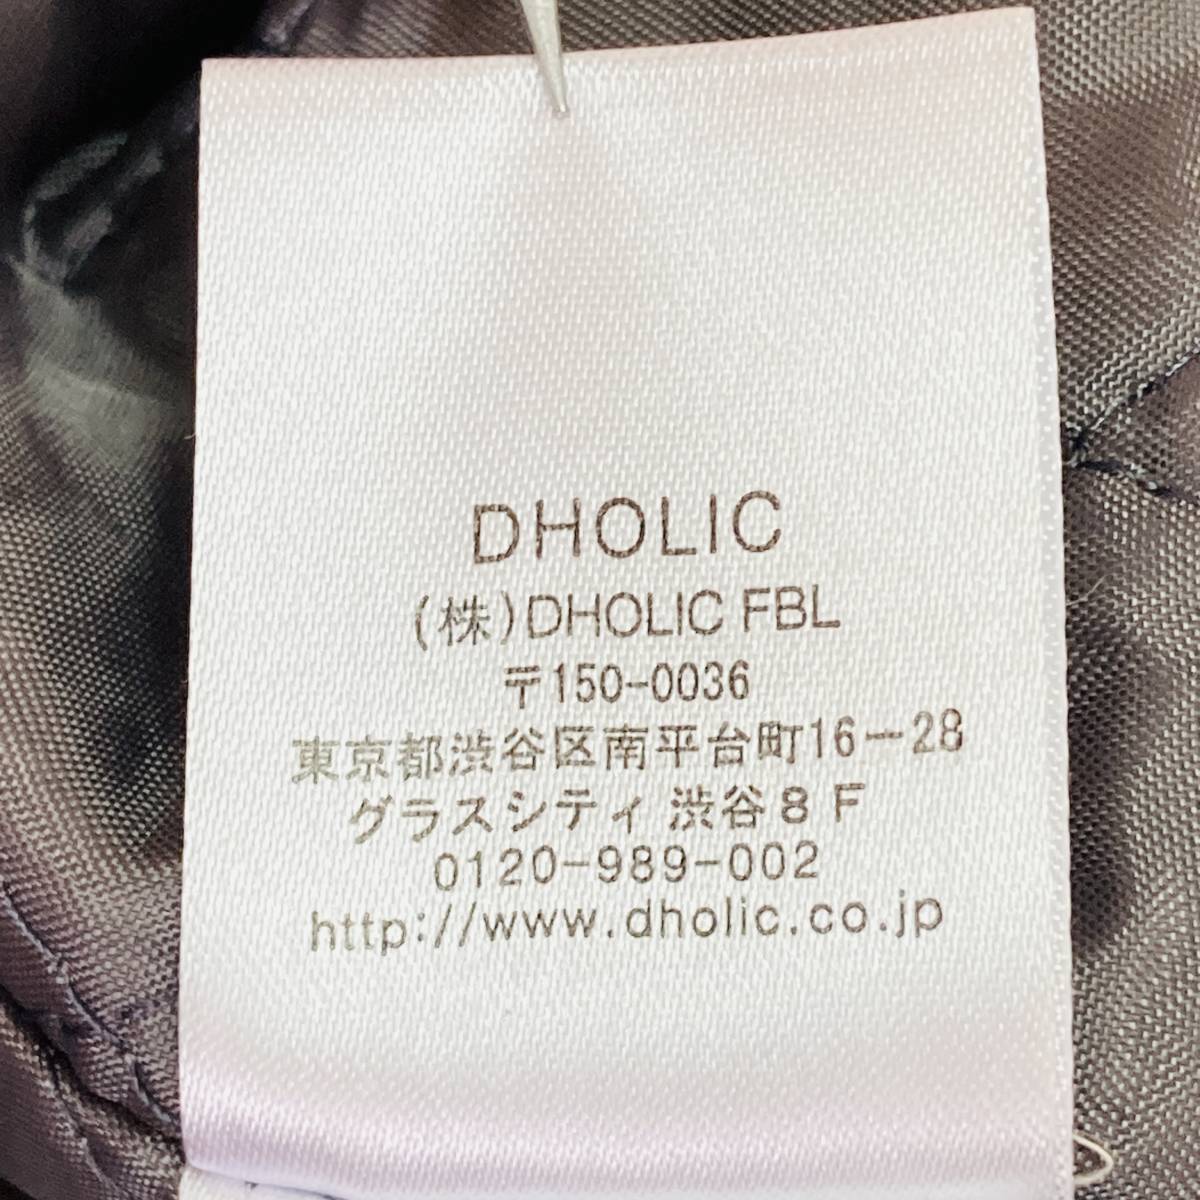 DHOLIC
(株)DHOLIC FBL
〒150-0036
東京都渋谷区南平台町16-28
グラスシティ 渋谷8 F
0120-989-002
http://www.dholic.co.jp